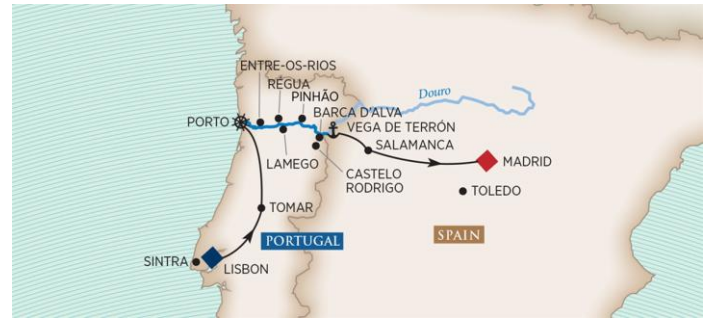 ENTRE-OS-RIOS
RÉGUA
PINHÃO
Douro
BARCA D'ALVA
PORTO
VEGA DE TERRÓN
SALAMANCA
LAMEGO
MADRID
CASTELO
RODRIGO
TOLEDO
TOMAR
PORTUGAL
SPAIN
SINTRA
LISBON